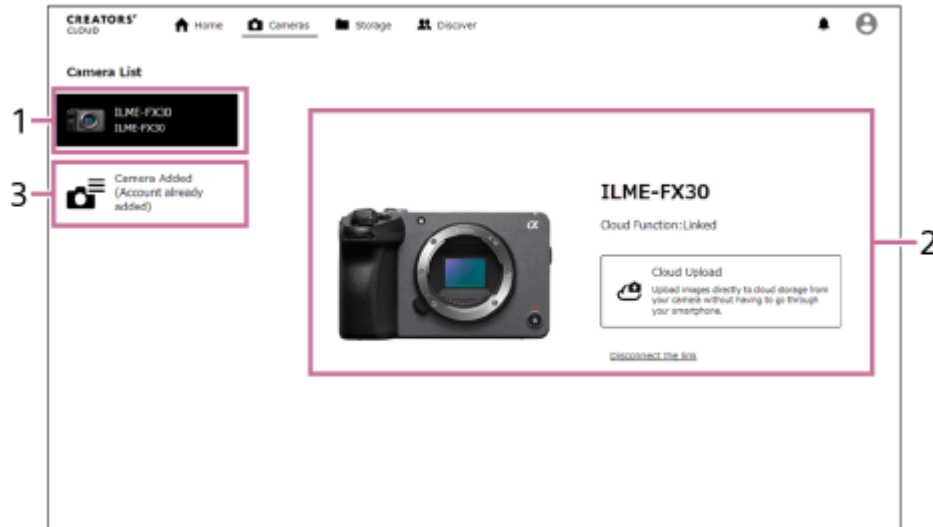 CREATORS'
CLOUD
Home
Cameras
Storage
Discover
Camera List
1
ILME-FX30
ILME-FX30
3
Camera Added
(Account already
added)
α
ILME-FX30
Cloud Function:Linked
2
Cloud Upload
Upload images directly to cloud storage from
your camera without having to go through
your smartphone.
Disconnect the link